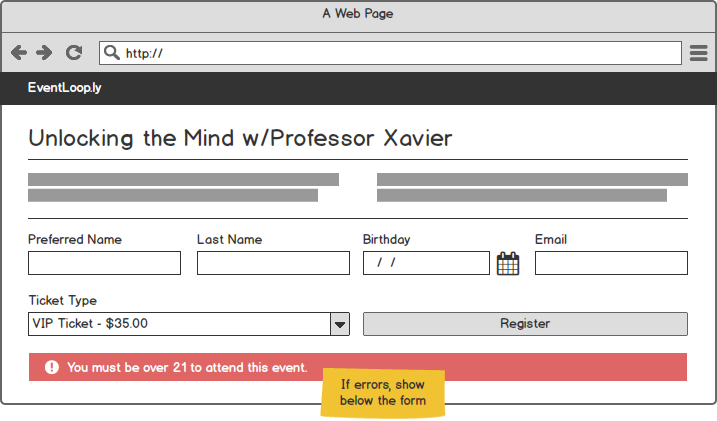 A Web Page
http://
EventLoop.ly
Unlocking the Mind w/Professor Xavier
Preferred Name
Last Name
Birthday
Email
/ /
Ticket Type
VIP Ticket - $35.00
Register
You must be over 21 to attend this event.
If errors, show
below the form